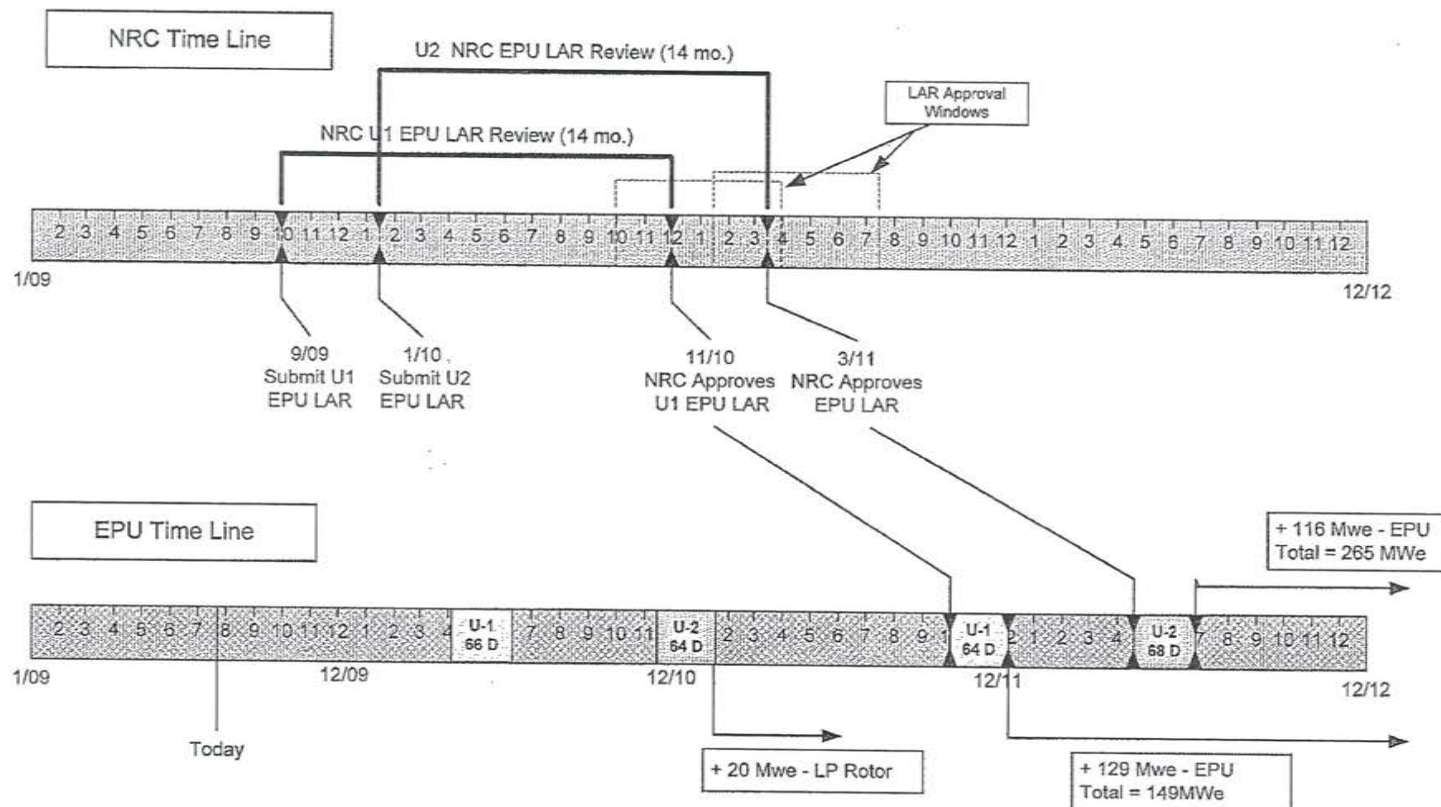 NRC Time Line
U2 NRC EPU LAR Review (14 mo.)
LAR Approval
Windows
NRC U1 EPU LAR Review (14 mo.)
2 3 4 5 6 7 8 9 10 11 12 1 2 3 4 5 6 7 8 9 10 11 12 1 2 3 4 5 6 7 8 9 10 11 12 1 2 3 4 5 6 7 8 9 10 11 12
1/09
12/12
9/09
Submit U1
EPU LAR
1/10
Submit U2
EPU LAR
11/10
NRC Approves
U1 EPU LAR
3/11
NRC Approves
EPU LAR
EPU Time Line
+ 116 Mwe - EPU
Total = 265 MWe
2 3 4 5 6 7 8 9 10 11 12 1 2 3 4 U-1 7 8 9 10 11 U-2 2 3 4 5 6 7 8 9 1 U-1 2 1 2 3 4 U-2 7 8 9 10 11 12
66 D 64 D 64 D 68 D
1/09
12/09
12/10
12/11
12/12
Today
+ 20 Mwe - LP Rotor
+ 129 Mwe - EPU
Total = 149MWe